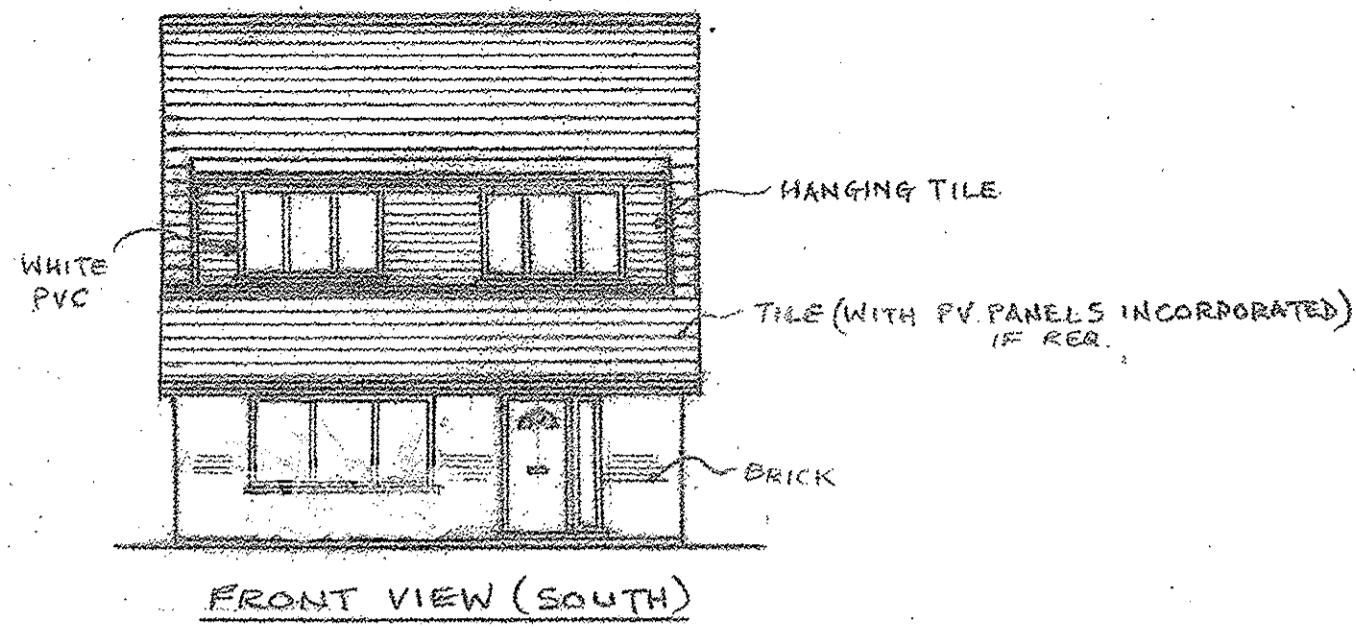 HANGING TILE
WHITE
PVC
TILE (WITH PV. PANELS INCORPORATED)
IF REQ.
BRICK
FRONT VIEW (SOUTH)